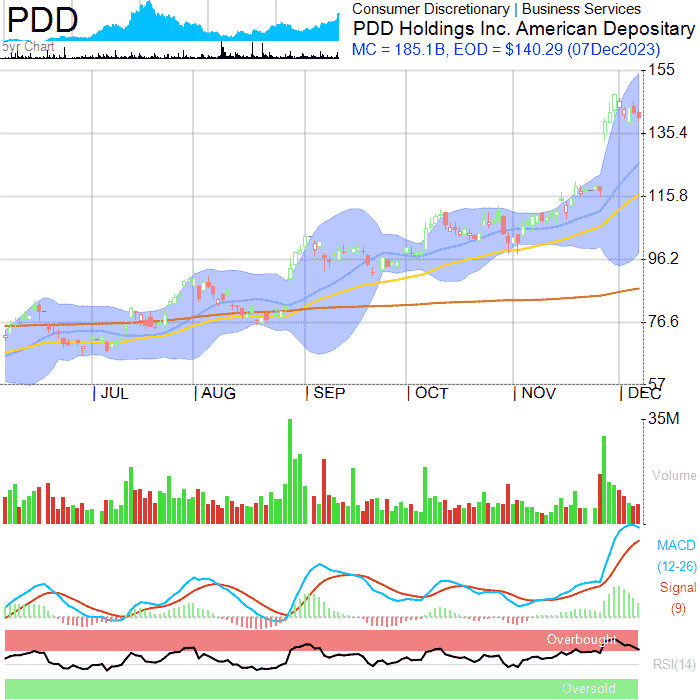 PDD
5yr Chart
Consumer Discretionary | Business Services
PDD Holdings Inc. American Depositary
MC = 185.1B, EOD = $140.29 (07Dec2023)
155
135.4
115.8
96.2
76.6
57
JUL AUG SEP OCT NOV DEC
35M
Volume
MACD
(12-26)
Signal
(9)
Overbought
RSI(14)
Oversold